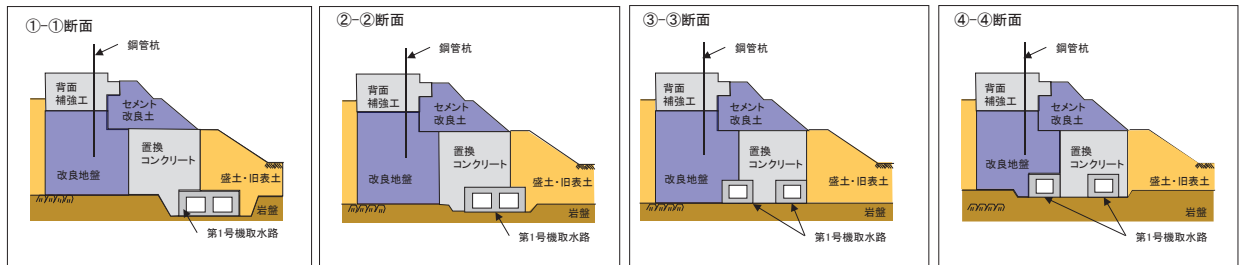 ①-①断面
鋼管杭
背面
補強工
セメント
改良土
置換
コンクリート
改良地盤
盛土・旧表土
岩盤
第1号機取水路
②-②断面
鋼管杭
背面
補強工
セメント
改良土
置換
コンクリート
改良地盤
盛土・旧表土
岩盤
第1号機取水路
③-③断面
鋼管杭
背面
補強工
セメント
改良土
置換
コンクリート
改良地盤
盛土・旧表土
岩盤
第1号機取水路
④-④断面
鋼管杭
背面
補強工
セメント
改良土
置換
コンクリート
改良地盤
盛土・旧表土
岩盤
第1号機取水路